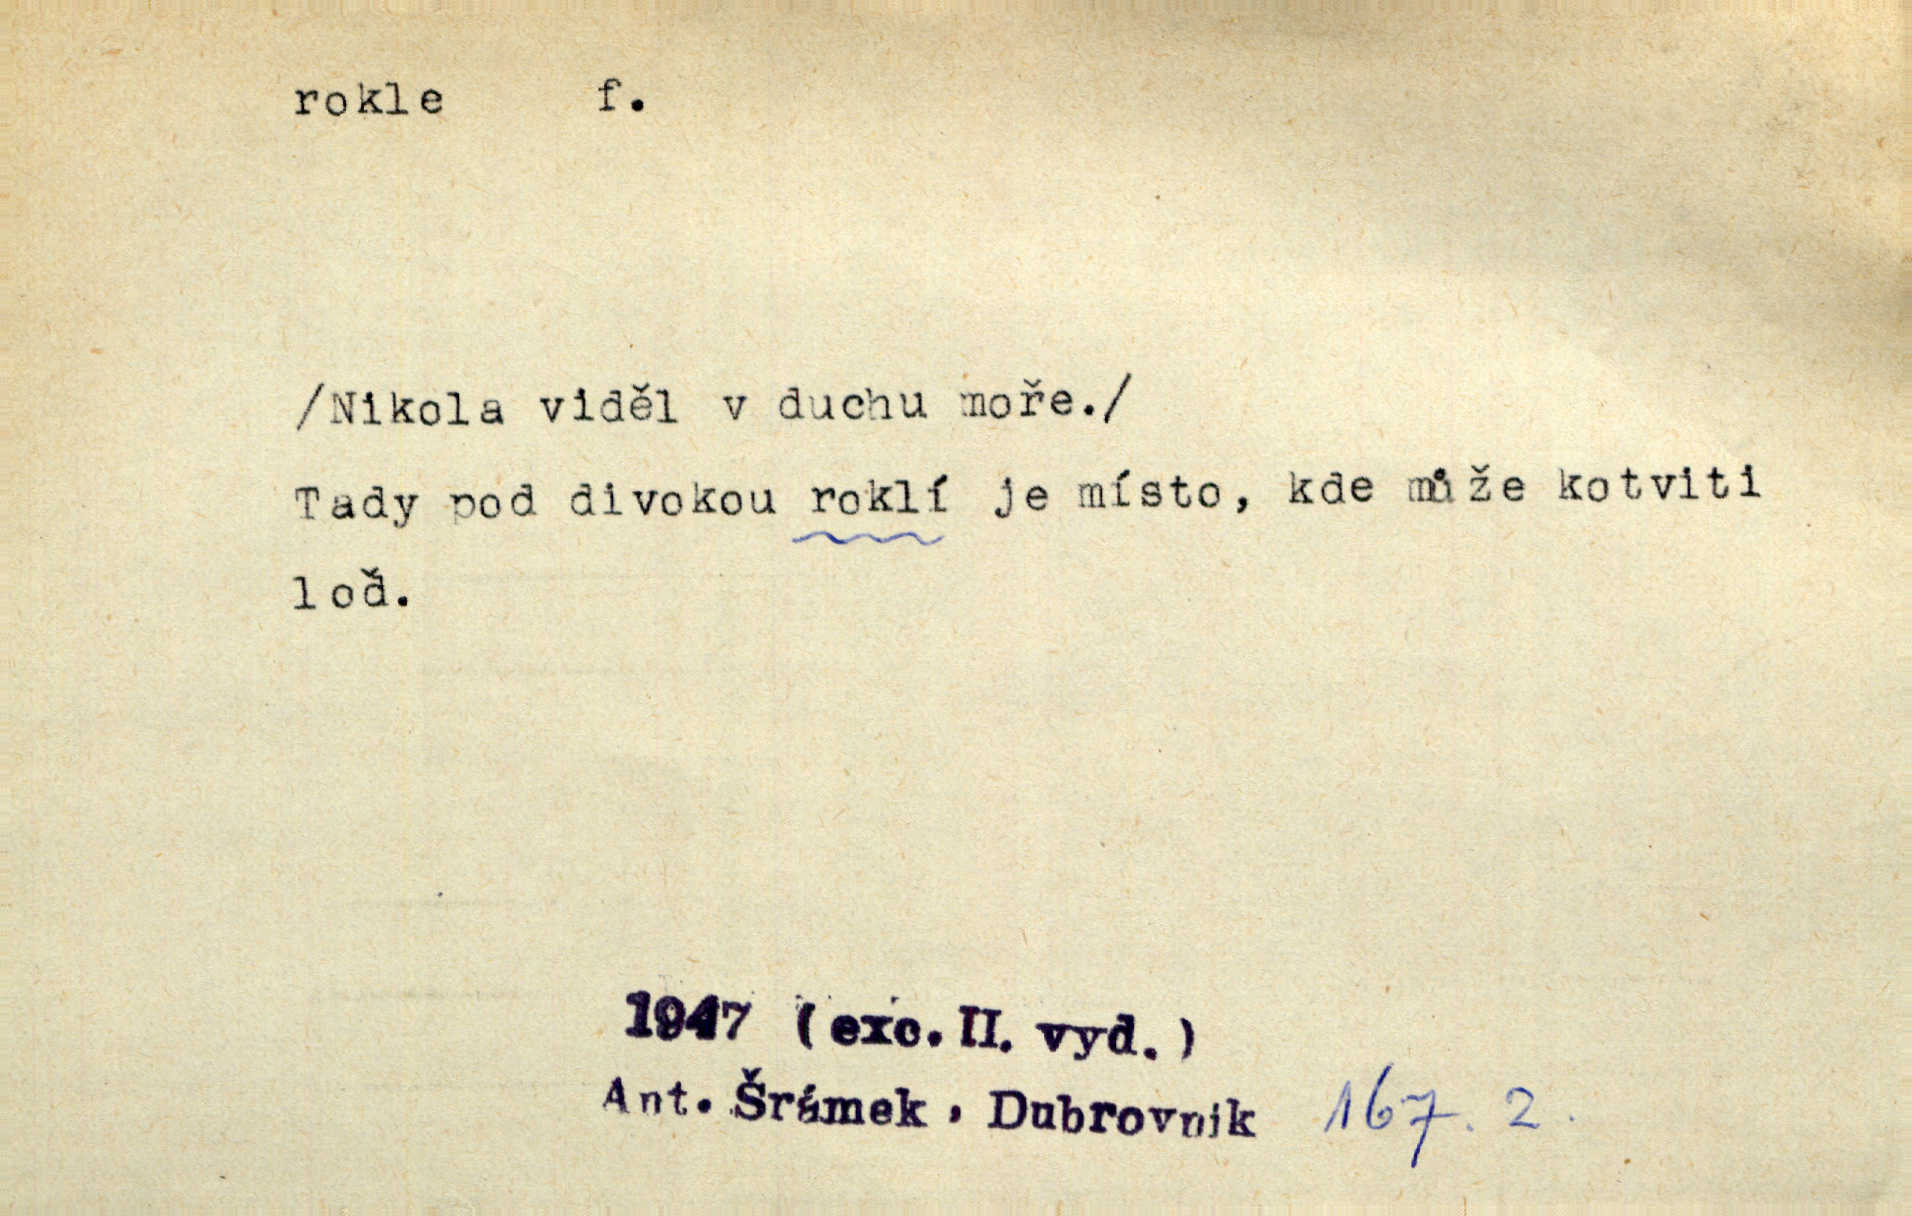 rokle f.
/Nikola viděl v duchu moře./
Tady pod divokou roklí je místo, kde může kotviti
loď.
1947 (exc. II. vyd.)
Ant. Šrámek, Dubrovnik 167. 2.